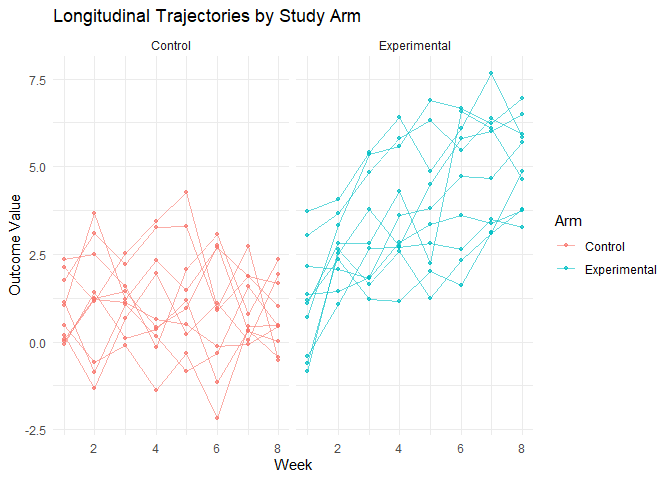 Longitudinal Trajectories by Study Arm
Control Experimental
7.5
5.0
2.5
0.0
-2.5
Outcome Value
2 4 6 8 2 4 6 8
Week
Arm
Control
Experimental